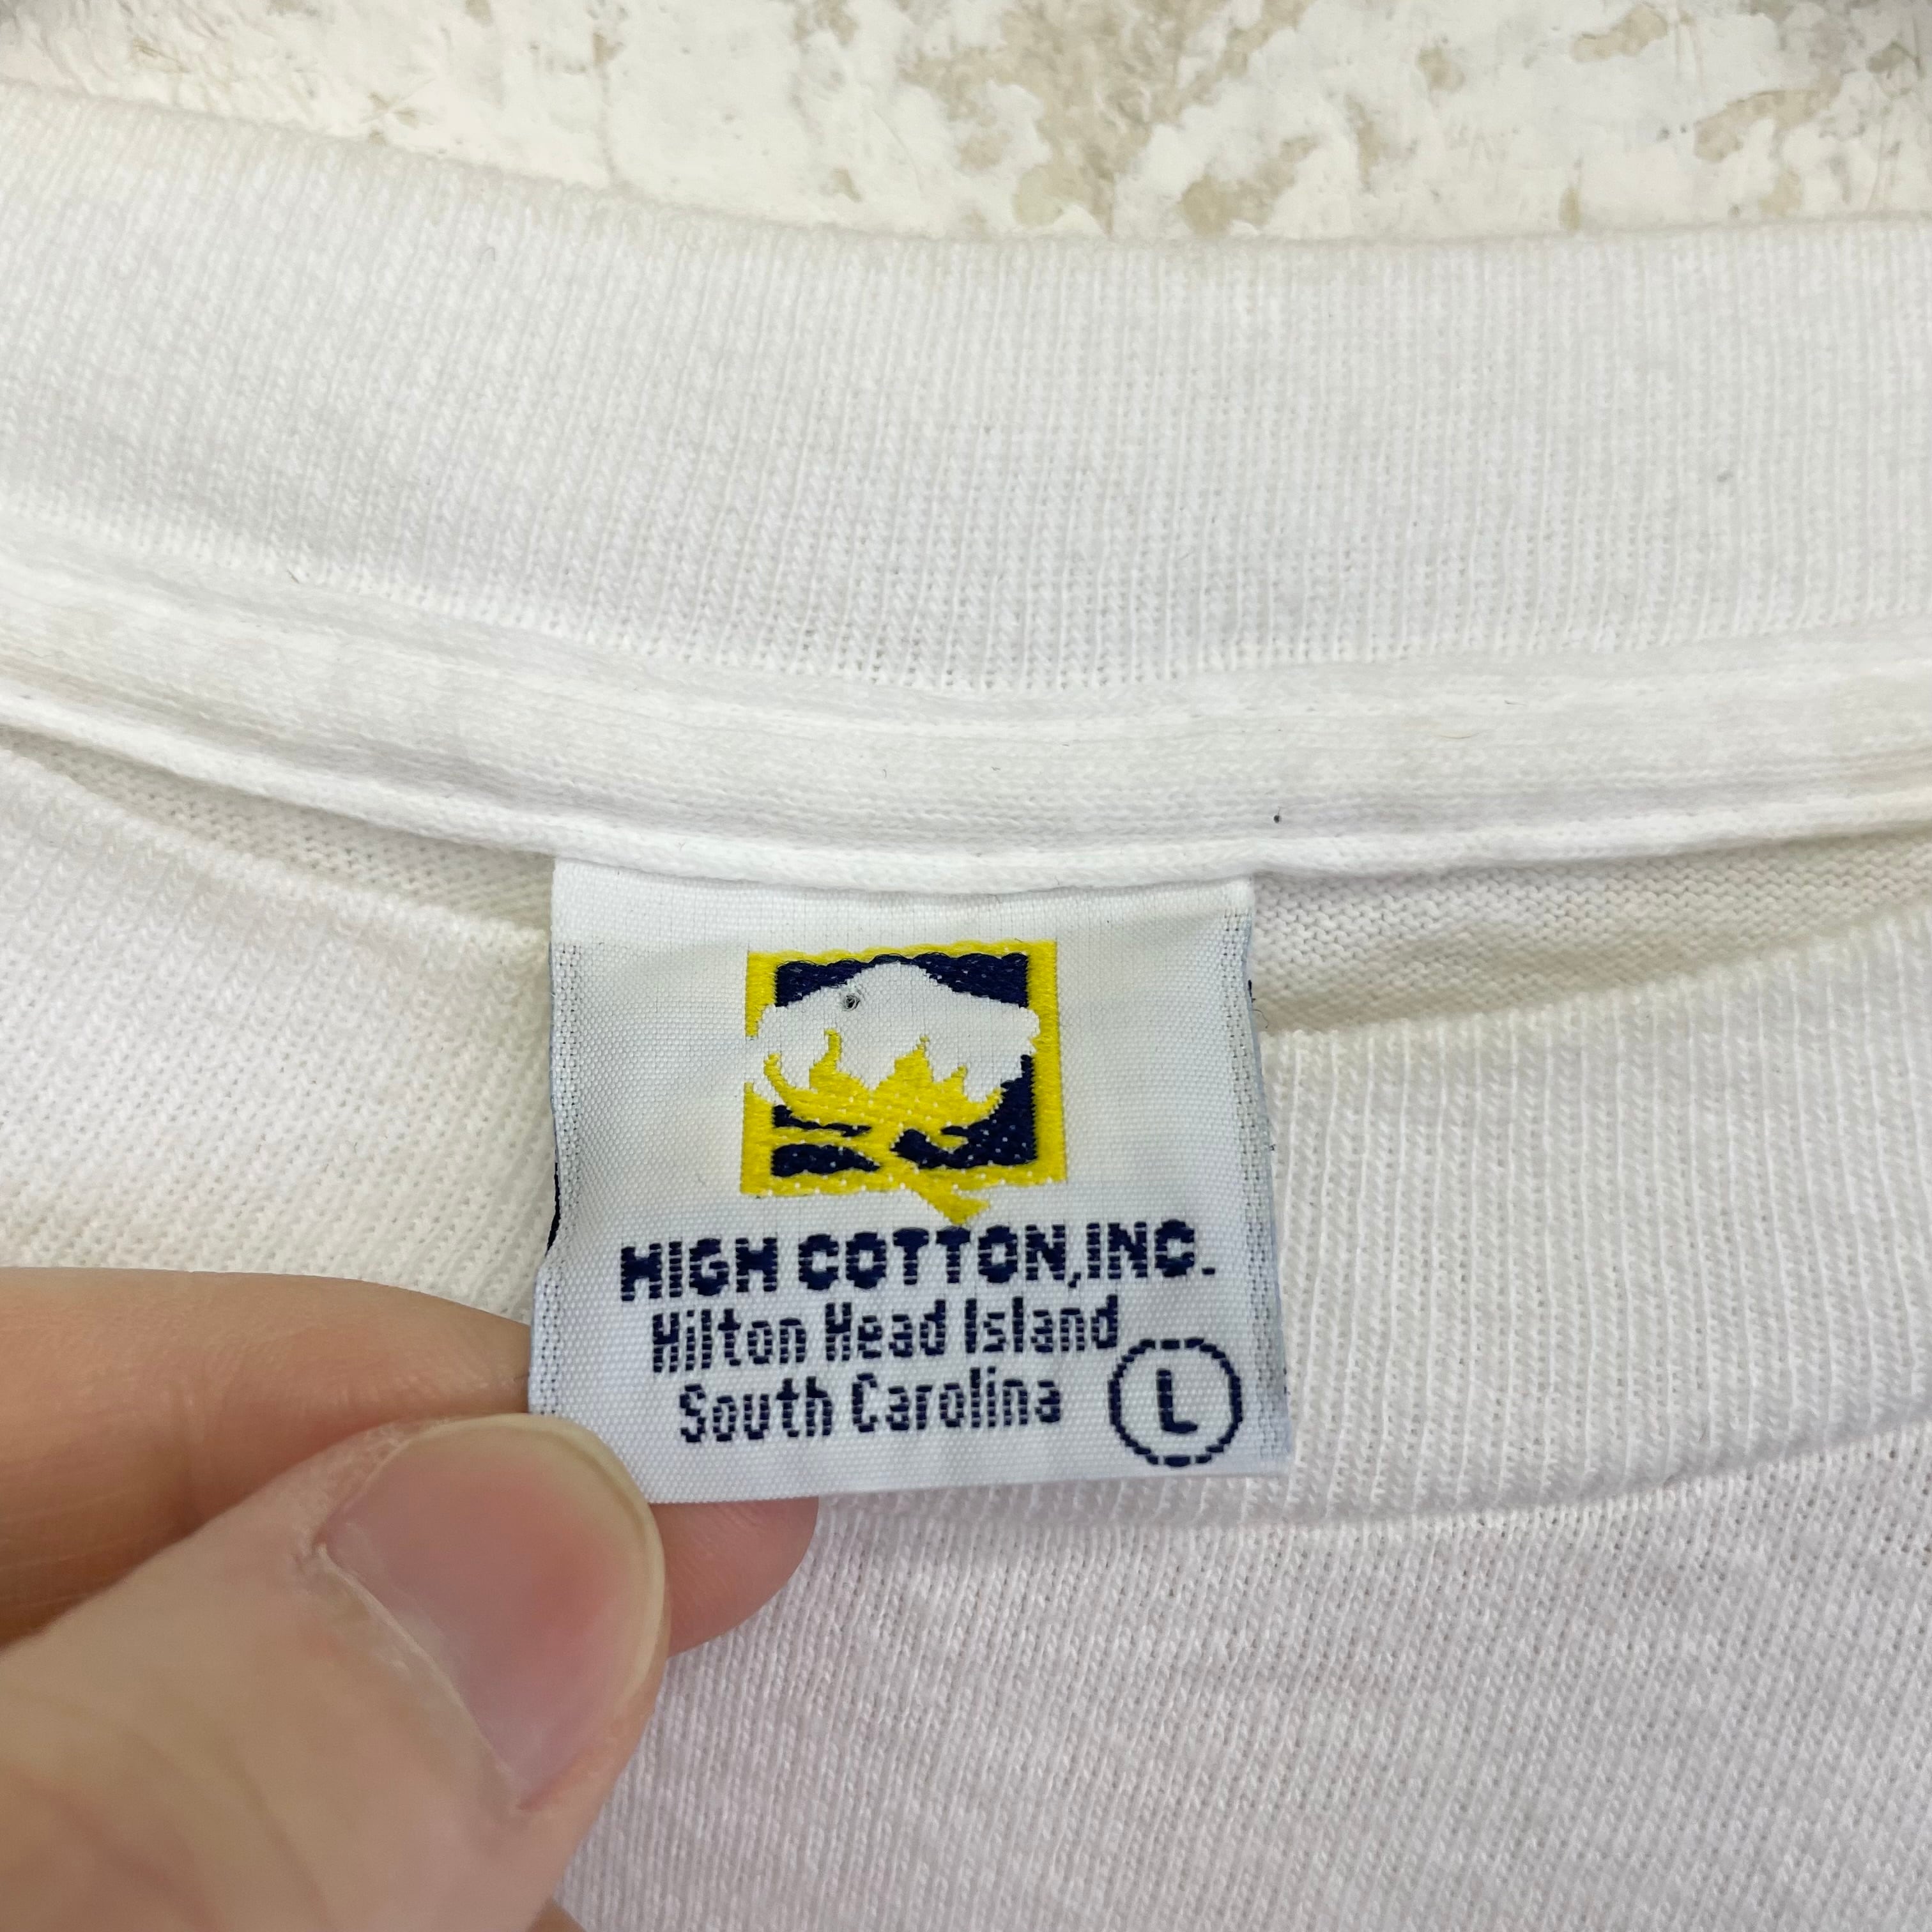 HIGH COTTON, INC.
Hilton Head Island
South Carolina
L